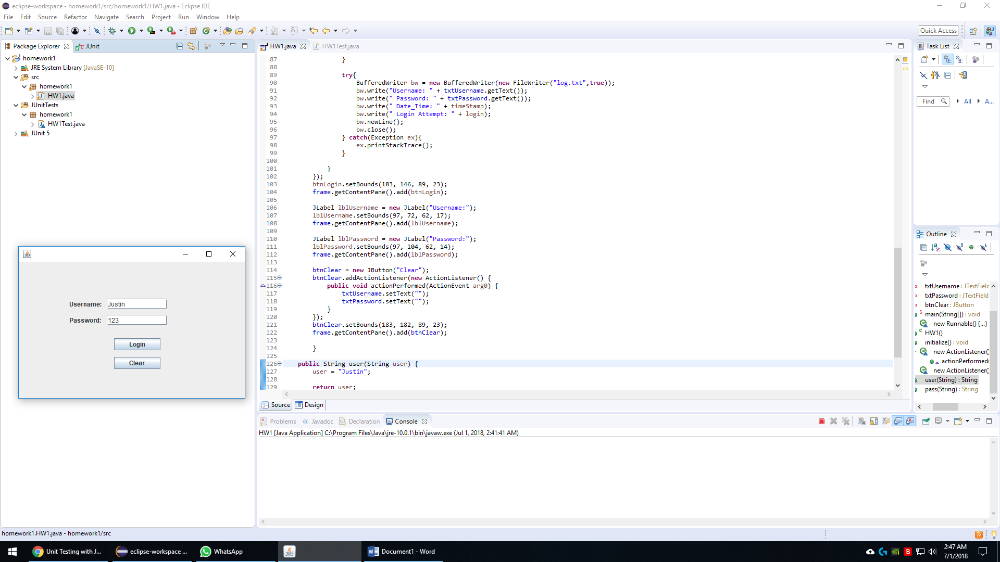 eclipse-workspace - homework1/src/homework1/HW1.java - Eclipse IDE
File Edit Source Refactor Navigate Search Project Run Window Help
Quick Access
Package Explorer JUnit
homework1
JRE System Library [JavaSE-10]
src
homework1
HW1.java
JUnitTests
homework1
HW1Test.java
JUnit 5
Username: Justin
Password: 123
Login
Clear
HW1.java HW1Test.java
87 }
88
89 try{
90 BufferedWriter bw = new BufferedWriter(new FileWriter("log.txt",true));
91 bw.write("Username: " + txtUsername.getText());
92 bw.write(" Password: " + txtPassword.getText());
93 bw.write(" Date_Time: " + timeStamp);
94 bw.write(" Login Attempt: " + login);
95 bw.newLine();
96 bw.close();
97 } catch(Exception ex){
98 ex.printStackTrace();
99 }
100
101 }
102 });
103 btnLogin.setBounds(183, 146, 89, 23);
104 frame.getContentPane().add(btnLogin);
105
106 JLabel lblUsername = new JLabel("Username:");
107 lblUsername.setBounds(97, 72, 62, 17);
108 frame.getContentPane().add(lblUsername);
109
110 JLabel lblPassword = new JLabel("Password:");
111 lblPassword.setBounds(97, 104, 62, 14);
112 frame.getContentPane().add(lblPassword);
113
114 btnClear = new JButton("Clear");
115 btnClear.addActionListener(new ActionListener() {
116 public void actionPerformed(ActionEvent arg0) {
117 txtUsername.setText("");
118 txtPassword.setText("");
119 }
120 });
121 btnClear.setBounds(183, 182, 89, 23);
122 frame.getContentPane().add(btnClear);
123
124 }
125
126 public String user(String user) {
127 user = "Justin";
128
129 return user;
Source Design
Task List
Find All A...
Outline
txtUsername : JTextField
txtPassword : JTextField
btnClear : JButton
main(String[]) : void
new Runnable() {...}
HW1()
initialize() : void
new ActionListener()
actionPerformed(
new ActionListener()
user(String) : String
pass(String) : String
Problems Javadoc Declaration Console
HW1 [Java Application] C:\Program Files\Java\jre-10.0.1\bin\javaw.exe (Jul 1, 2018, 2:41:41 AM)
homework1.HW1.java - homework1/src
Unit Testing with J... eclipse-workspace ... WhatsApp Document1 - Word
2:47 AM
7/1/2018